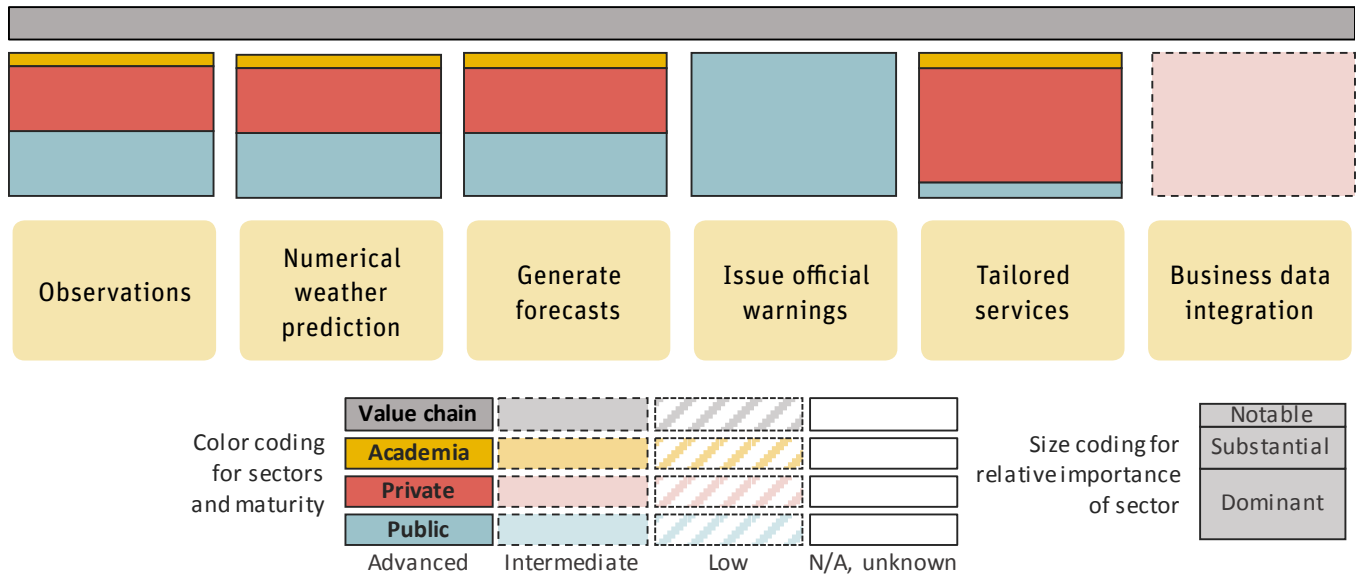 Observations
Numerical
weather
prediction
Generate
forecasts
Issue official
warnings
Tailored
services
Business data
integration
Color coding
for sectors
and maturity
Value chain
Academia
Private
Public
Advanced
Intermediate
Low
N/A, unknown
Size coding for
relative importance
of sector
Notable
Substantial
Dominant